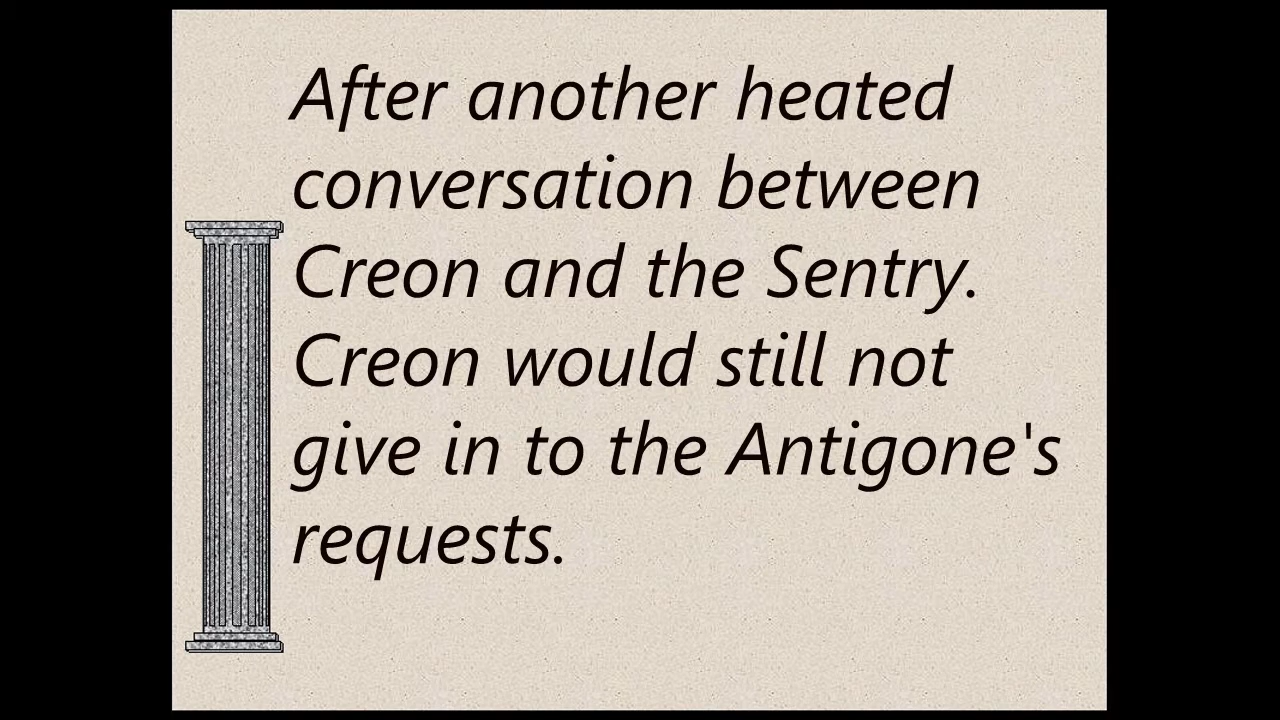 After another heated
conversation between
Creon and the Sentry.
Creon would still not
give in to the Antigone's
requests.